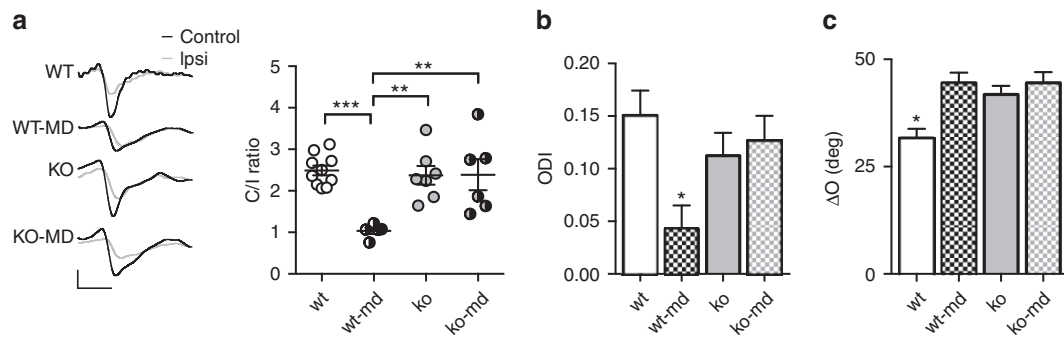 a
Control
Ipsi
WT
WT-MD
KO
KO-MD
C/I ratio
5
4
3
2
1
0
***
**
**
wt
wt-md
ko
ko-md
b
ODI
0.20
0.15
0.10
0.05
0.00
*
wt
wt-md
ko
ko-md
c
ΔO (deg)
50
25
0
*
wt
wt-md
ko
ko-md